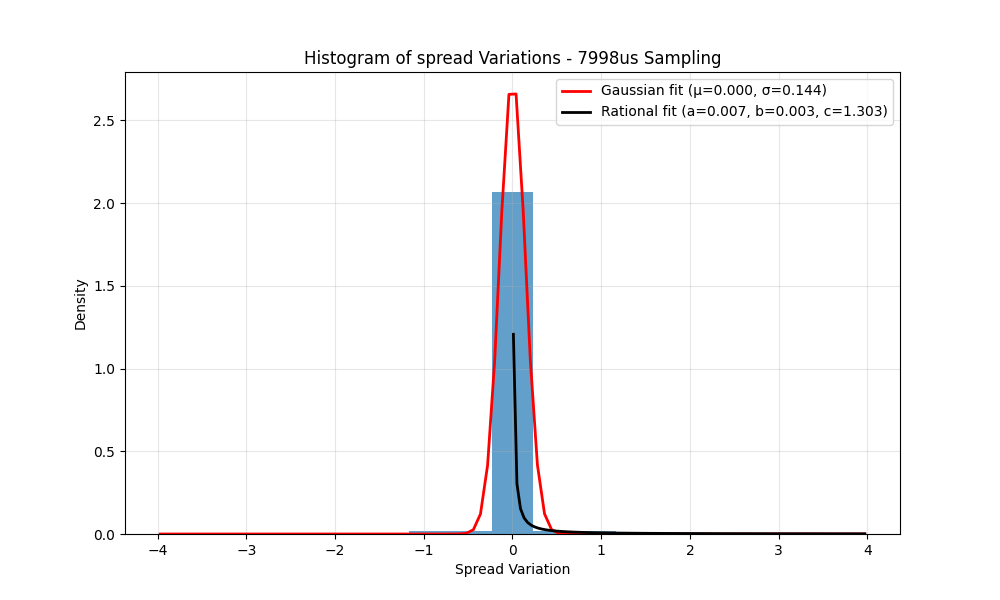 Histogram of spread Variations - 7998us Sampling
Gaussian fit (μ=0.000, σ=0.144)
Rational fit (a=0.007, b=0.003, c=1.303)
Density
2.5
2.0
1.5
1.0
0.5
0.0
−4 −3 −2 −1 0 1 2 3 4
Spread Variation